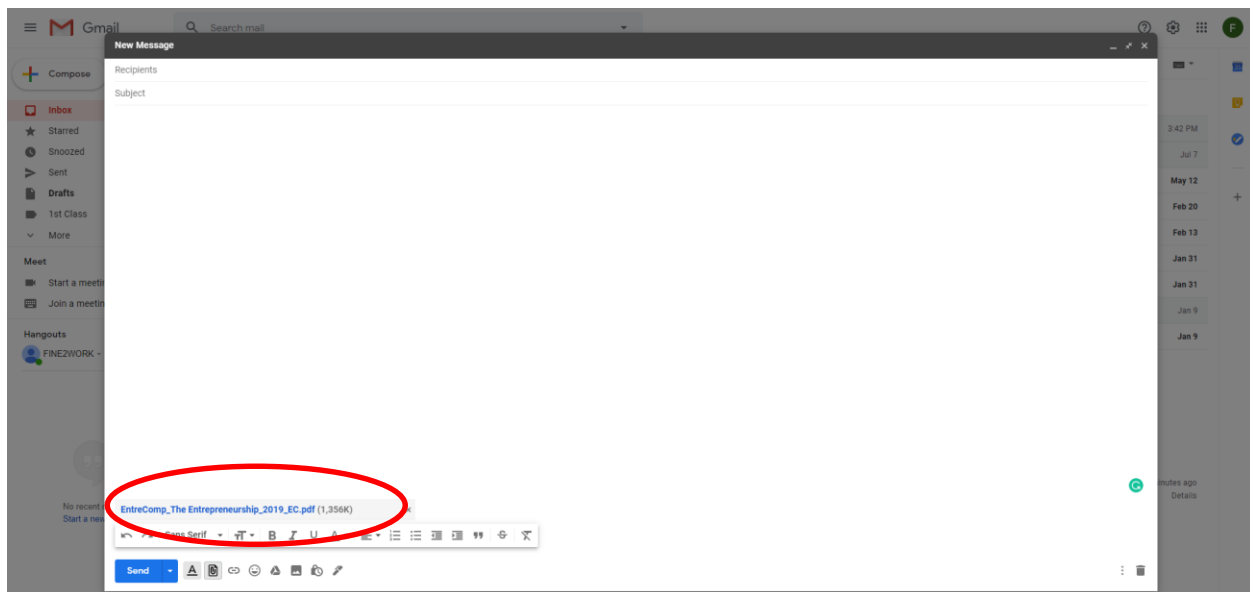 Gmail
Search mail
New Message
Recipients
Subject
Compose
Inbox
Starred
Snoozed
Sent
Drafts
1st Class
More
Meet
Start a meetin
Join a meetin
Hangouts
FINE2WORK
No recent
Start a new
3:42 PM
Jul 7
May 12
Feb 20
Feb 13
Jan 31
Jan 31
Jan 9
Jan 9
inutes ago
Details
F
EntreComp_The Entrepreneurship_2019_EC.pdf (1,356K)
Sans Serif
Send